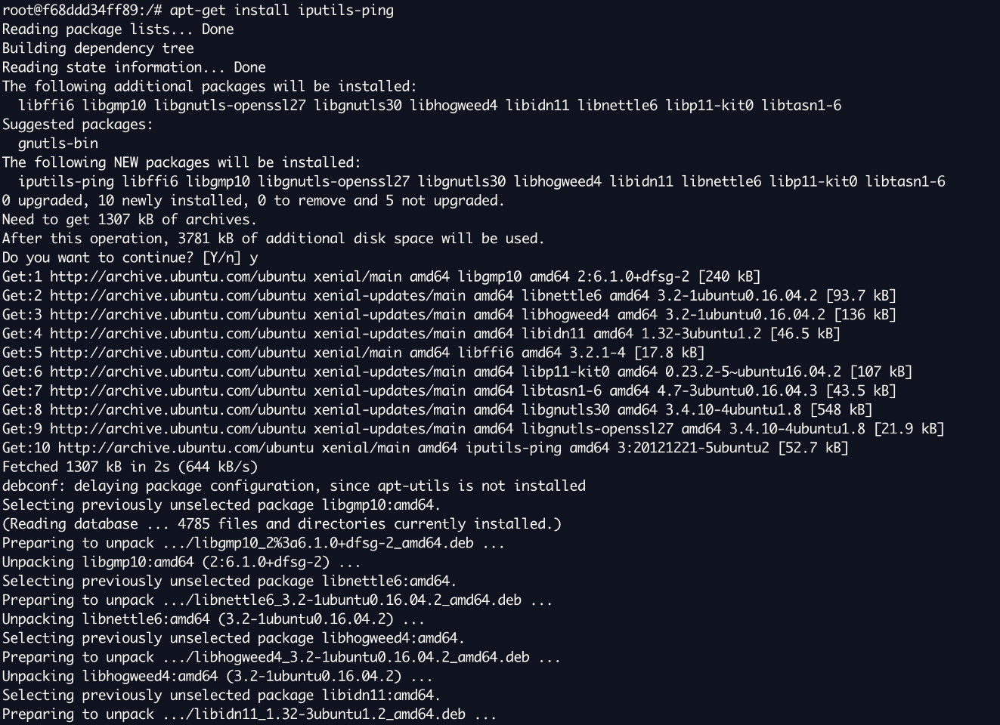 root@f68ddd34ff89:/# apt-get install iputils-ping
Reading package lists... Done
Building dependency tree
Reading state information... Done
The following additional packages will be installed:
  libffi6 libgmp10 libgnutls-openssl27 libgnutls30 libhogweed4 libidn11 libnettle6 libp11-kit0 libtasn1-6
Suggested packages:
  gnutls-bin
The following NEW packages will be installed:
  iputils-ping libffi6 libgmp10 libgnutls-openssl27 libgnutls30 libhogweed4 libidn11 libnettle6 libp11-kit0 libtasn1-6
0 upgraded, 10 newly installed, 0 to remove and 5 not upgraded.
Need to get 1307 kB of archives.
After this operation, 3781 kB of additional disk space will be used.
Do you want to continue? [Y/n] y
Get:1 http://archive.ubuntu.com/ubuntu xenial/main amd64 libgmp10 amd64 2:6.1.0+dfsg-2 [240 kB]
Get:2 http://archive.ubuntu.com/ubuntu xenial-updates/main amd64 libnettle6 amd64 3.2-1ubuntu0.16.04.2 [93.7 kB]
Get:3 http://archive.ubuntu.com/ubuntu xenial-updates/main amd64 libhogweed4 amd64 3.2-1ubuntu0.16.04.2 [136 kB]
Get:4 http://archive.ubuntu.com/ubuntu xenial-updates/main amd64 libidn11 amd64 1.32-3ubuntu1.2 [46.5 kB]
Get:5 http://archive.ubuntu.com/ubuntu xenial/main amd64 libffi6 amd64 3.2.1-4 [17.8 kB]
Get:6 http://archive.ubuntu.com/ubuntu xenial-updates/main amd64 libp11-kit0 amd64 0.23.2-5~ubuntu16.04.2 [107 kB]
Get:7 http://archive.ubuntu.com/ubuntu xenial-updates/main amd64 libtasn1-6 amd64 4.7-3ubuntu0.16.04.3 [43.5 kB]
Get:8 http://archive.ubuntu.com/ubuntu xenial-updates/main amd64 libgnutls30 amd64 3.4.10-4ubuntu1.8 [548 kB]
Get:9 http://archive.ubuntu.com/ubuntu xenial-updates/main amd64 libgnutls-openssl27 amd64 3.4.10-4ubuntu1.8 [21.9 kB]
Get:10 http://archive.ubuntu.com/ubuntu xenial/main amd64 iputils-ping amd64 3:20121221-5ubuntu2 [52.7 kB]
Fetched 1307 kB in 2s (644 kB/s)
debconf: delaying package configuration, since apt-utils is not installed
Selecting previously unselected package libgmp10:amd64.
(Reading database ... 4785 files and directories currently installed.)
Preparing to unpack .../libgmp10_2%3a6.1.0+dfsg-2_amd64.deb ...
Unpacking libgmp10:amd64 (2:6.1.0+dfsg-2) ...
Selecting previously unselected package libnettle6:amd64.
Preparing to unpack .../libnettle6_3.2-1ubuntu0.16.04.2_amd64.deb ...
Unpacking libnettle6:amd64 (3.2-1ubuntu0.16.04.2) ...
Selecting previously unselected package libhogweed4:amd64.
Preparing to unpack .../libhogweed4_3.2-1ubuntu0.16.04.2_amd64.deb ...
Unpacking libhogweed4:amd64 (3.2-1ubuntu0.16.04.2) ...
Selecting previously unselected package libidn11:amd64.
Preparing to unpack .../libidn11_1.32-3ubuntu1.2_amd64.deb ...